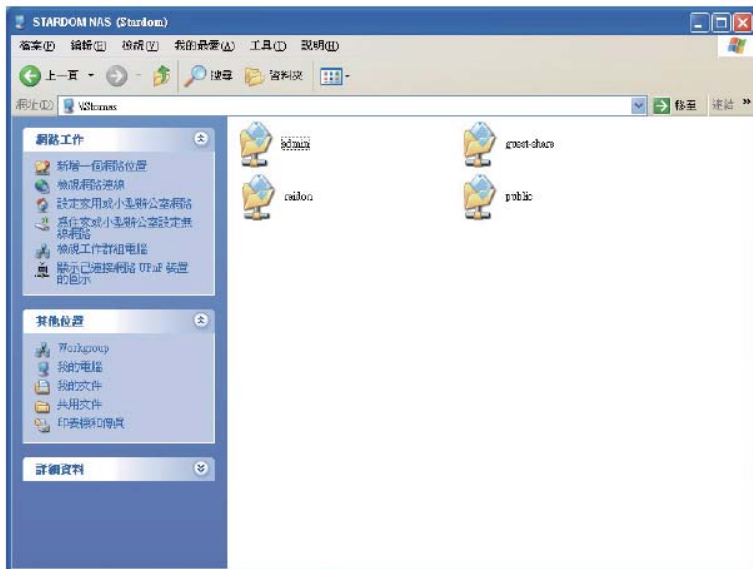 STARDOM NAS (Stardom)
檔案(F) 編輯(E) 檢視(V) 我的最愛(A) 工具(T) 說明(H)
上一頁 搜尋 資料夾
網址(D) \\Stornas 移至 連結 »
網路工作
新增一個網路位置
檢視網路連線
設定家用或小型辦公室網路
為住家或小型辦公室設定無
線網路
檢視工作群組電腦
顯示已連接網路 UPnP 裝置
的圖示
其他位置
Workgroup
我的電腦
我的文件
共用文件
印表機和傳真
詳細資料
admin
guest-share
raidon
public